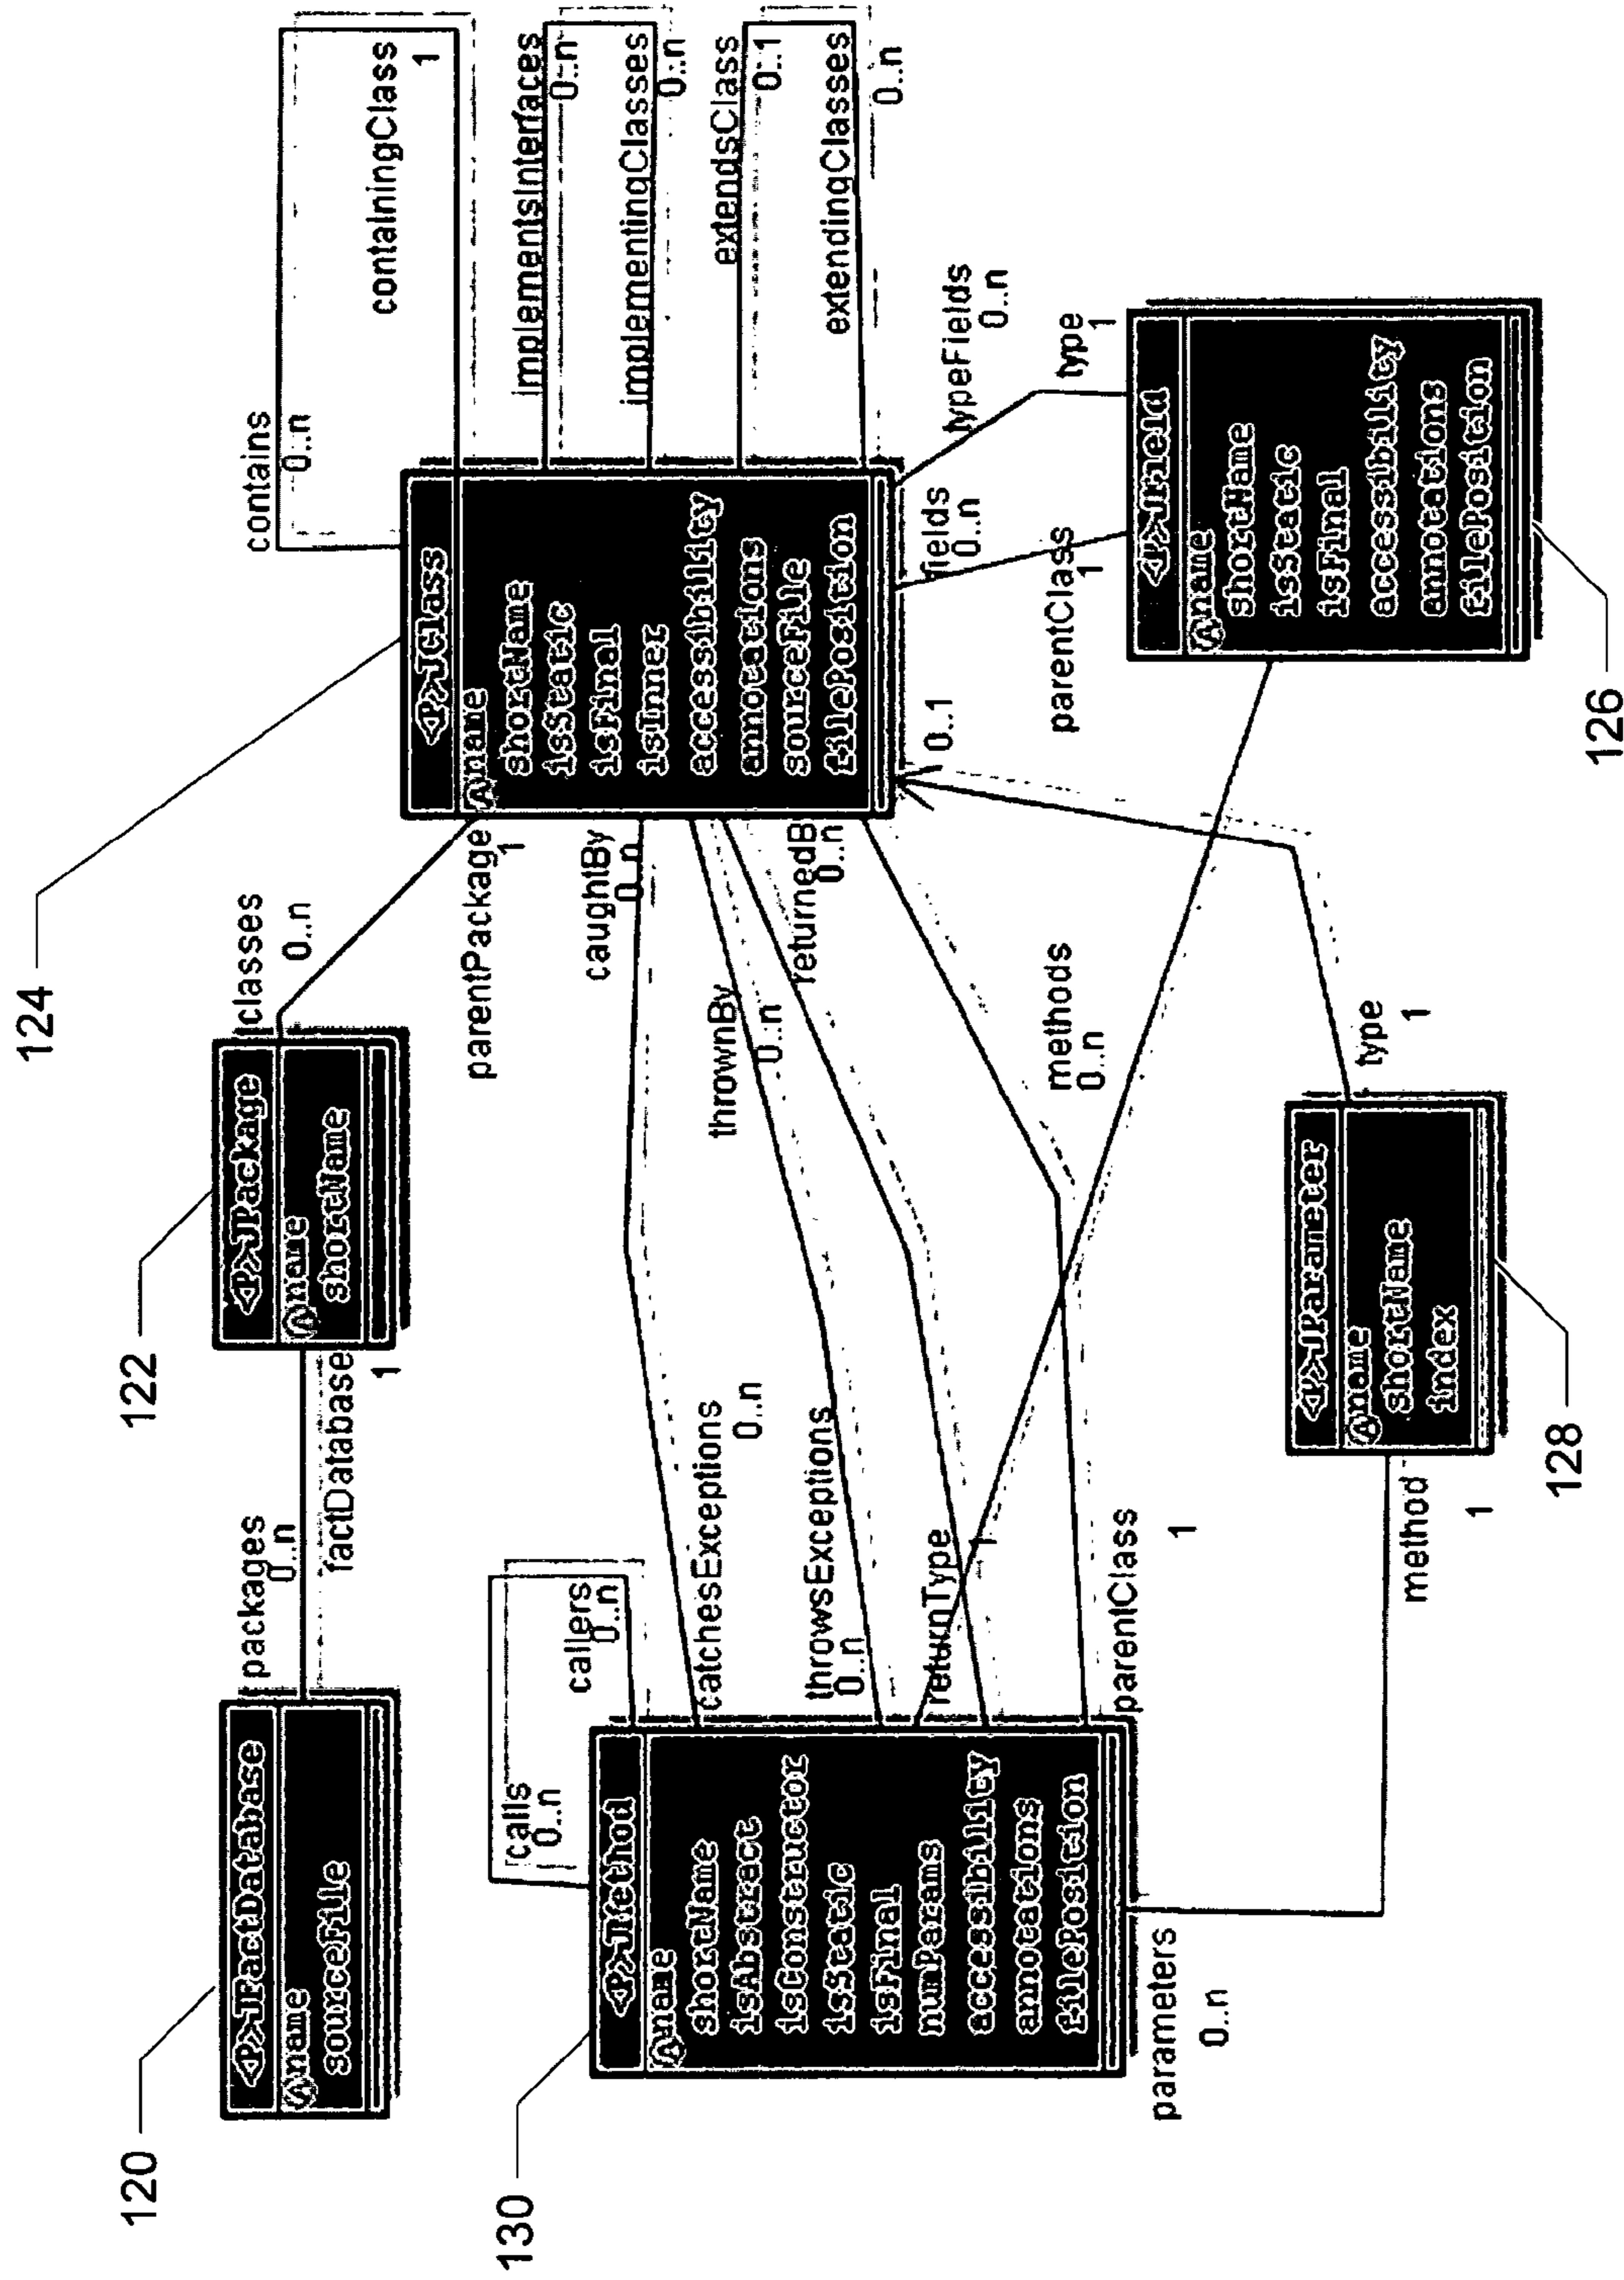 120
<P>JFactDatabase
name
sourceFile
packages
0..n
factDatabase
1
122
<P>JPackage
name
shortName
classes
0..n
parentPackage
1
124
<P>JClass
name
shortName
isStatic
isFinal
isInner
accessibility
annotations
sourceFile
filePosition
contains
0..n
containingClass
1
implementsInterfaces
0..n
implementingClasses
0..n
extendsClass
0..1
extendingClasses
0..n
typeFields
0..n
type
1
fields
0..n
parentClass
1
0..1
caughtBy
0..n
thrownBy
0..n
returnedB
0..n
methods
0..n
130
<P>JMethod
name
shortName
isAbstract
isConstructor
isStatic
isFinal
numParams
accessibility
annotations
filePosition
calls
0..n
callers
0..n
catchesExceptions
0..n
throwsExceptions
0..n
returnType
1
parentClass
1
parameters
0..n
method
1
<P>JParameter
name
shortName
index
128
type
1
<P>JField
name
shortName
isStatic
isFinal
accessibility
annotations
filePosition
126